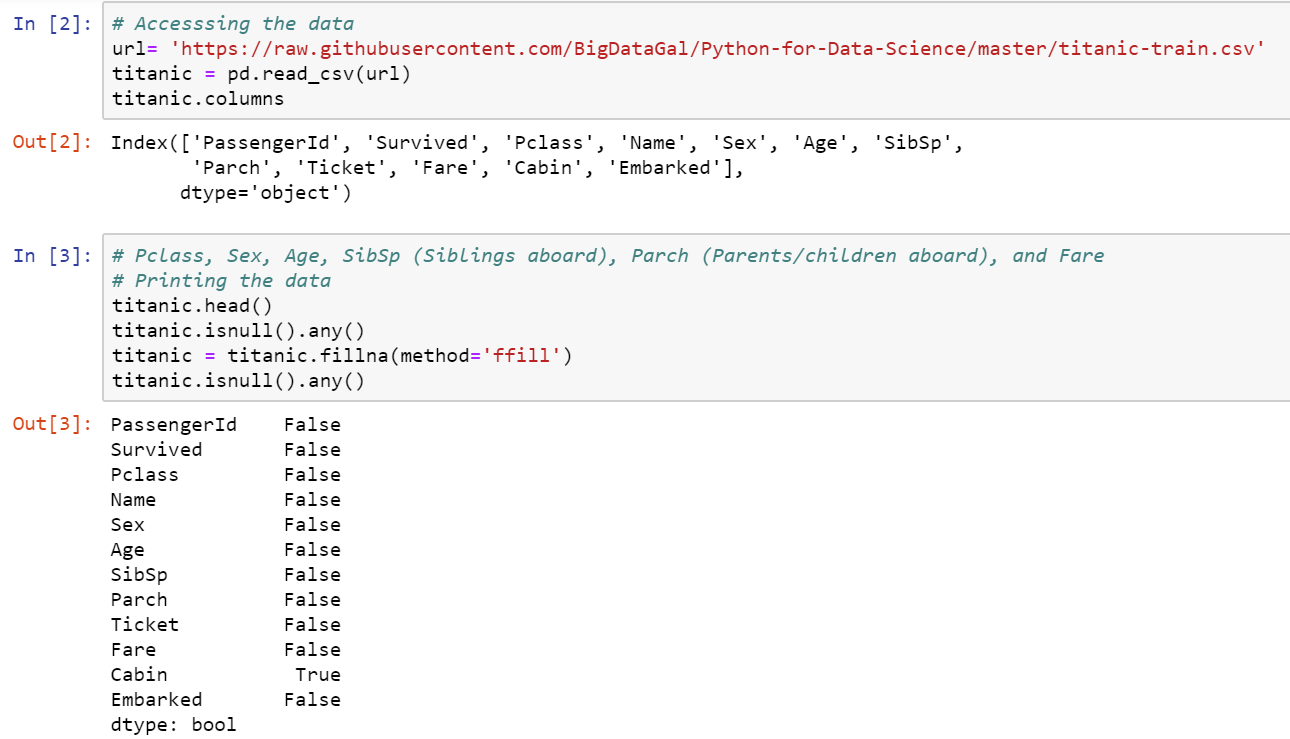 In [2]: # Accesssing the data
url= 'https://raw.githubusercontent.com/BigDataGal/Python-for-Data-Science/master/titanic-train.csv'
titanic = pd.read_csv(url)
titanic.columns
Out[2]: Index(['PassengerId', 'Survived', 'Pclass', 'Name', 'Sex', 'Age', 'SibSp',
'Parch', 'Ticket', 'Fare', 'Cabin', 'Embarked'],
dtype='object')
In [3]: # Pclass, Sex, Age, SibSp (Siblings aboard), Parch (Parents/children aboard), and Fare
# Printing the data
titanic.head()
titanic.isnull().any()
titanic = titanic.fillna(method='ffill')
titanic.isnull().any()
Out[3]: PassengerId False
Survived False
Pclass False
Name False
Sex False
Age False
SibSp False
Parch False
Ticket False
Fare False
Cabin True
Embarked False
dtype: bool